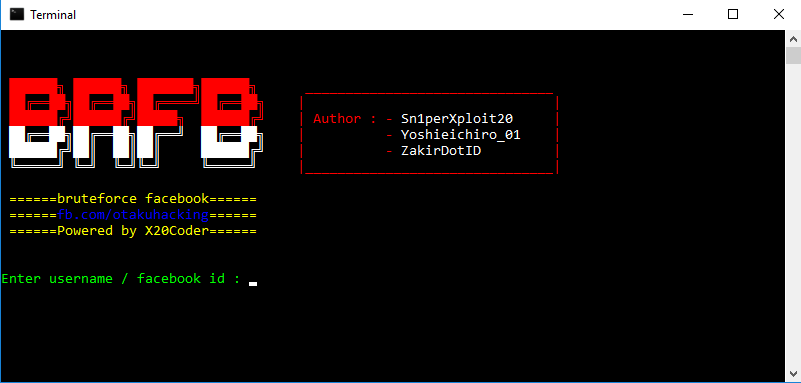 Terminal
BRFB
Author : - Sn1perXploit20
- Yoshieichiro_01
- ZakirDotID
======bruteforce facebook======
======fb.com/otakuhacking======
======Powered by X20Coder======
Enter username / facebook id :